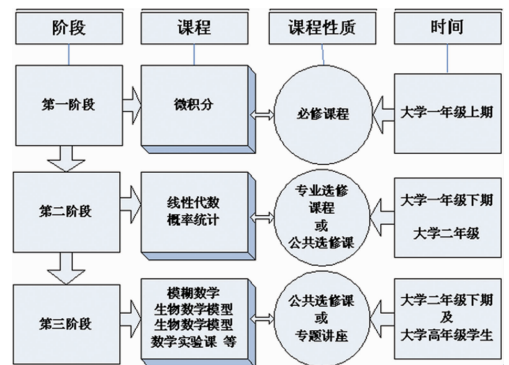 阶段
课程
课程性质
时间
第一阶段
微积分
必修课程
大学一年级上期
第二阶段
线性代数
概率统计
专业选修
课程
或
公共选修课
大学一年级下期
大学二年级
第三阶段
模糊数学
生物数学模型
生物数学模型
数学实验课 等
公共选修课
或
专题讲座
大学二年级下期
及
大学高年级学生